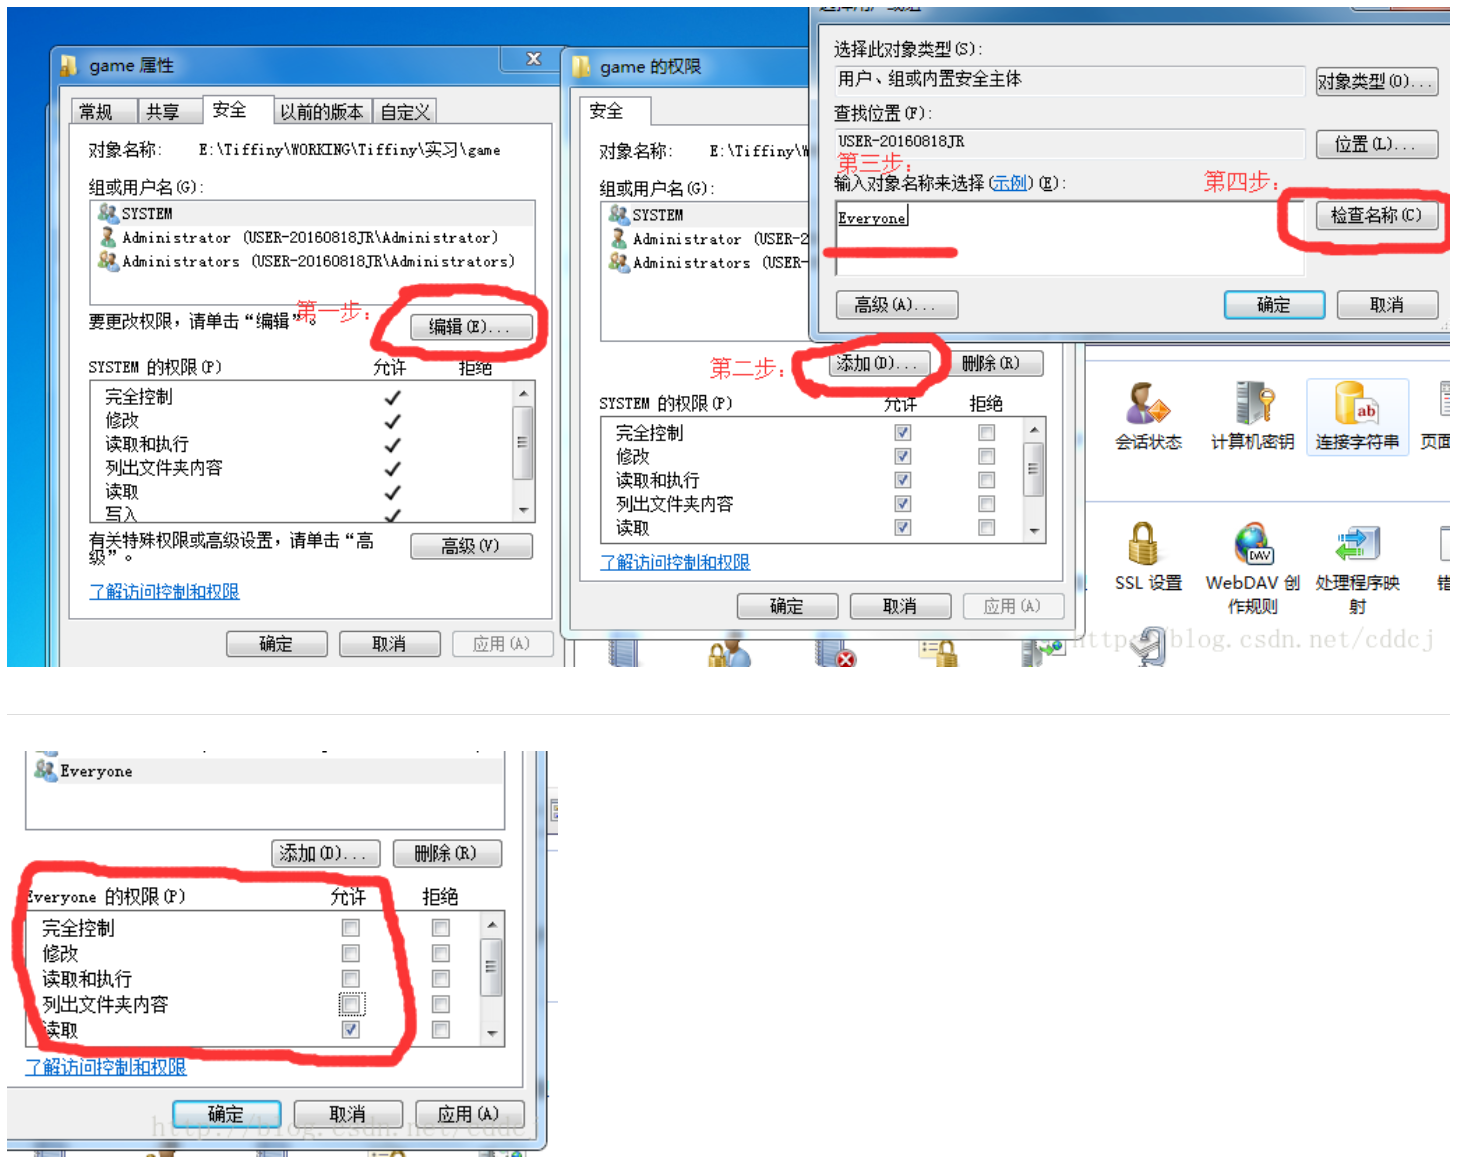 game 属性
常规 共享 安全 以前的版本 自定义
对象名称: E:\Tiffiny\WORKING\Tiffiny\实习\game
组或用户名(G):
SYSTEM
Administrator (USER-20160818JR\Administrator)
Administrators (USER-20160818JR\Administrators)
第一步:
要更改权限，请单击“编辑”。
编辑(E)...
SYSTEM 的权限(P) 允许 拒绝
完全控制
修改
读取和执行
列出文件夹内容
读取
写入
有关特殊权限或高级设置，请单击“高
级”。
高级(V)
了解访问控制和权限
确定 取消 应用(A)
game 的权限
安全
对象名称: E:\Tiffiny\W
组或用户名(G):
SYSTEM
Administrator (USER-2
Administrators (USER-
第二步:
添加(D)... 删除(R)
SYSTEM 的权限(P) 允许 拒绝
完全控制
修改
读取和执行
列出文件夹内容
读取
了解访问控制和权限
确定 取消 应用(A)
选择此对象类型(S):
用户、组或内置安全主体
对象类型(O)...
查找位置(F):
USER-20160818JR
位置(L)...
第三步:
输入对象名称来选择(示例)(E):
第四步:
Everyone
检查名称(C)
高级(A)...
确定 取消
会话状态 计算机密钥 连接字符串 页面
SSL 设置 WebDAV 创 处理程序映 错
作规则 射
http://blog.csdn.net/cddcj
Everyone
添加(D)... 删除(R)
Everyone 的权限(P) 允许 拒绝
完全控制
修改
读取和执行
列出文件夹内容
读取
了解访问控制和权限
确定 取消 应用(A)
http://blog.csdn.net/cddcj